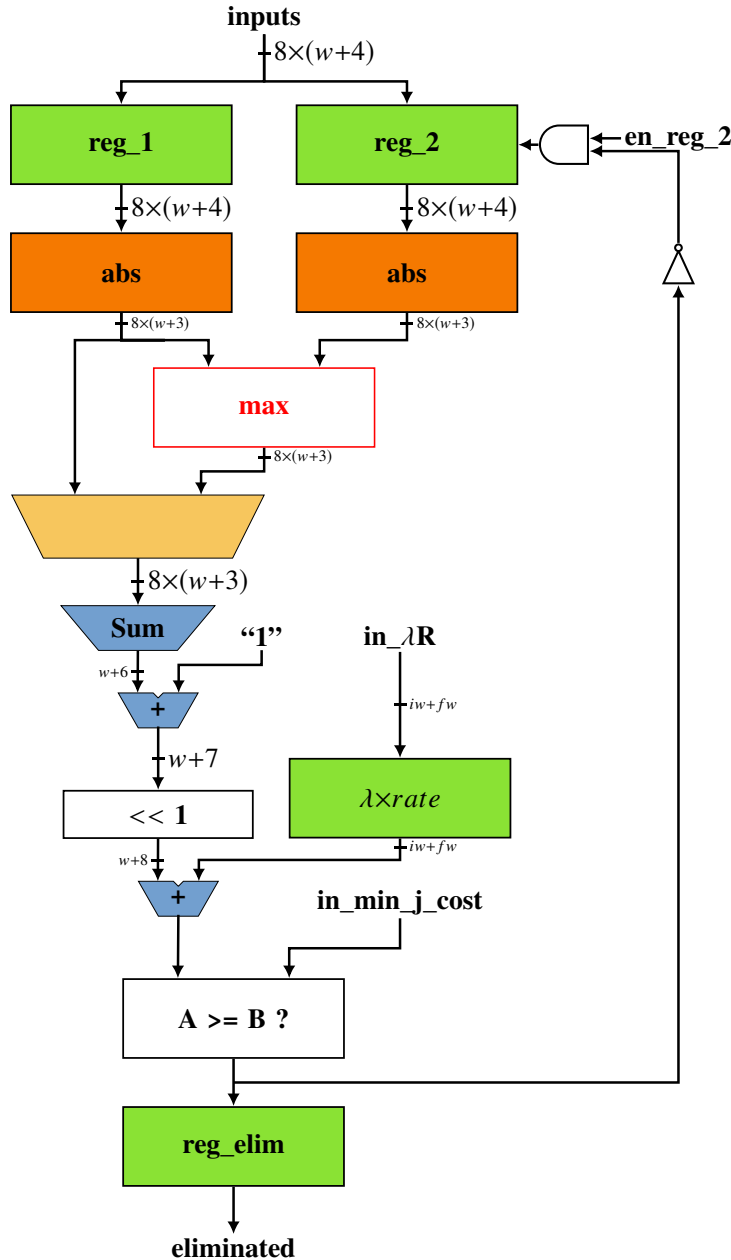 inputs
8×(w+4)
reg_1
reg_2
en_reg_2
8×(w+4)
8×(w+4)
abs
abs
8×(w+3)
8×(w+3)
max
8×(w+3)
8×(w+3)
Sum
“1”
in_λR
w+6
+
iw+fw
w+7
λ×rate
<< 1
w+8
iw+fw
+
in_min_j_cost
A >= B ?
reg_elim
eliminated